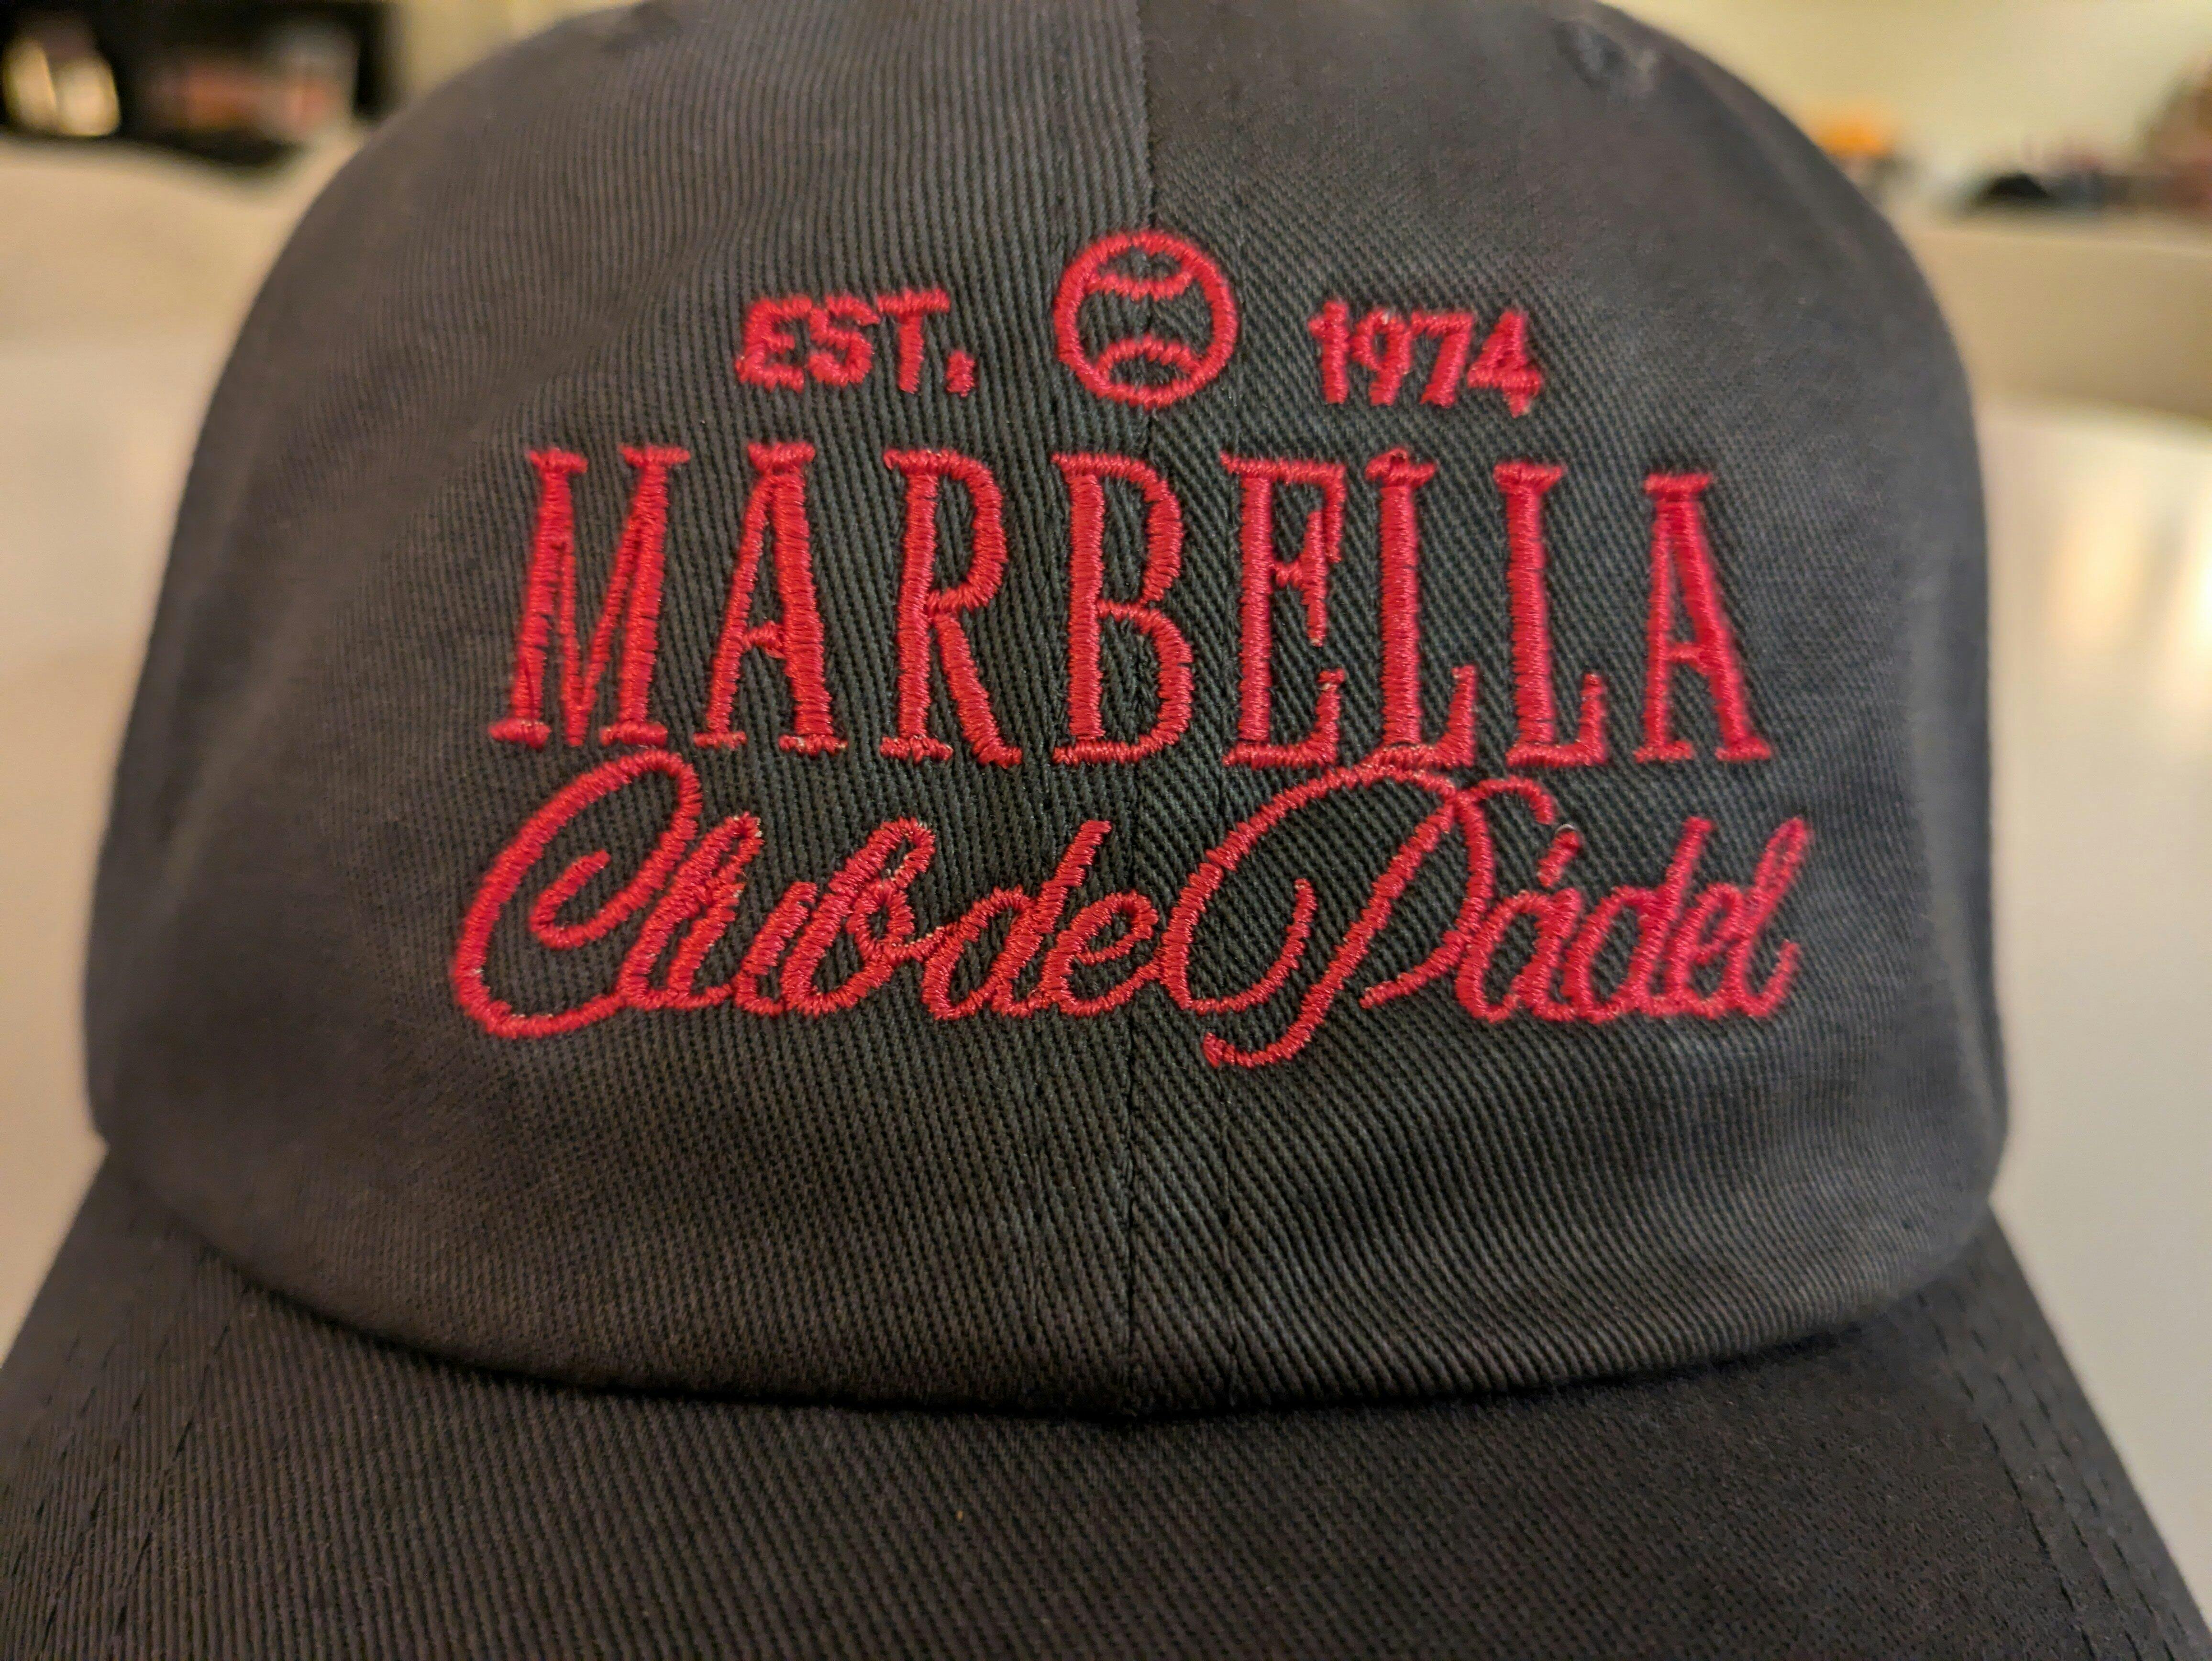 EST. 1974
MARBELLA
Club de Pádel